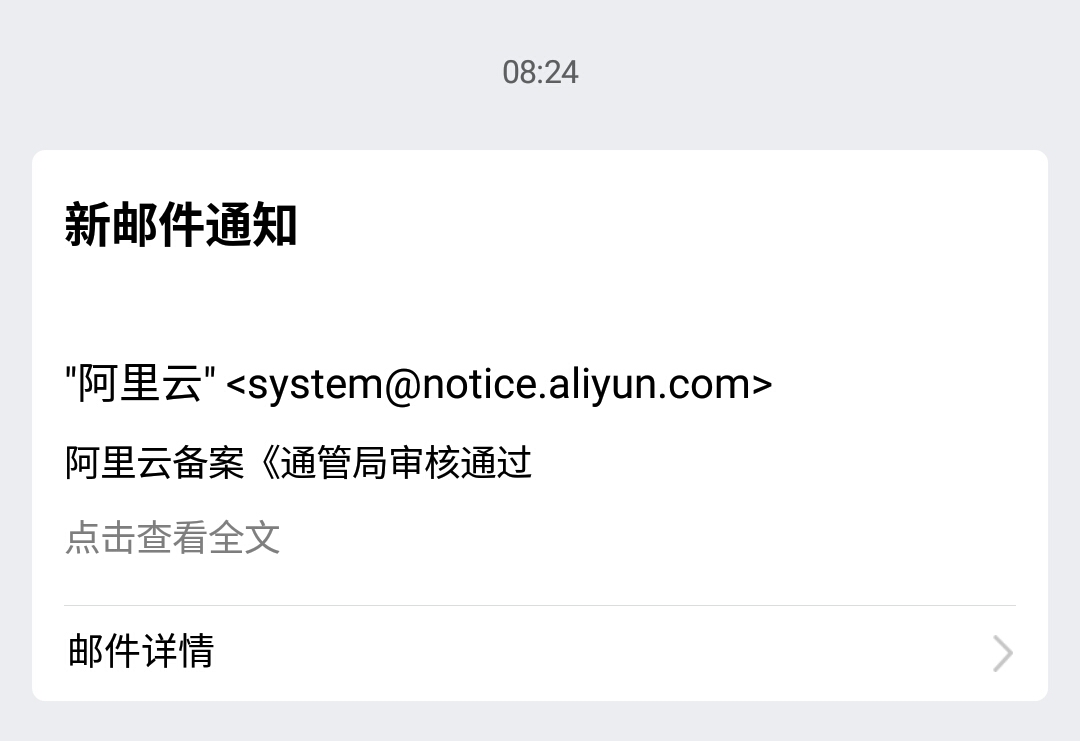 08:24
新邮件通知
"阿里云" <system@notice.aliyun.com>
阿里云备案《通管局审核通过
点击查看全文
邮件详情